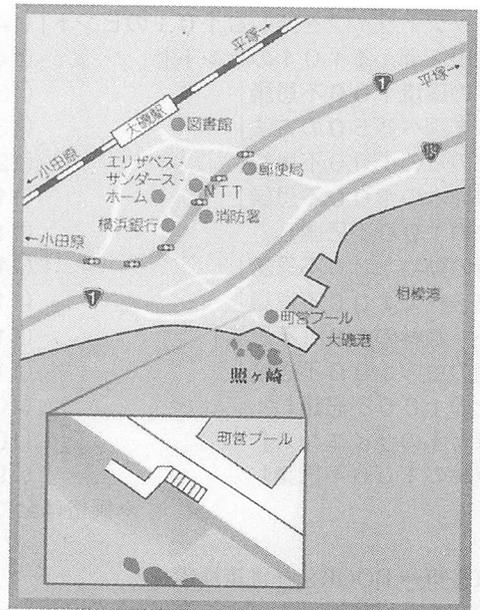 平塚→
平塚→
1
大磯駅
図書館
←小田原
エリザベス・
サンダース・
ホーム
郵便局
NTT
消防署
横浜銀行
←小田原
1
相模湾
町営プール
大磯港
照ヶ崎
町営プール